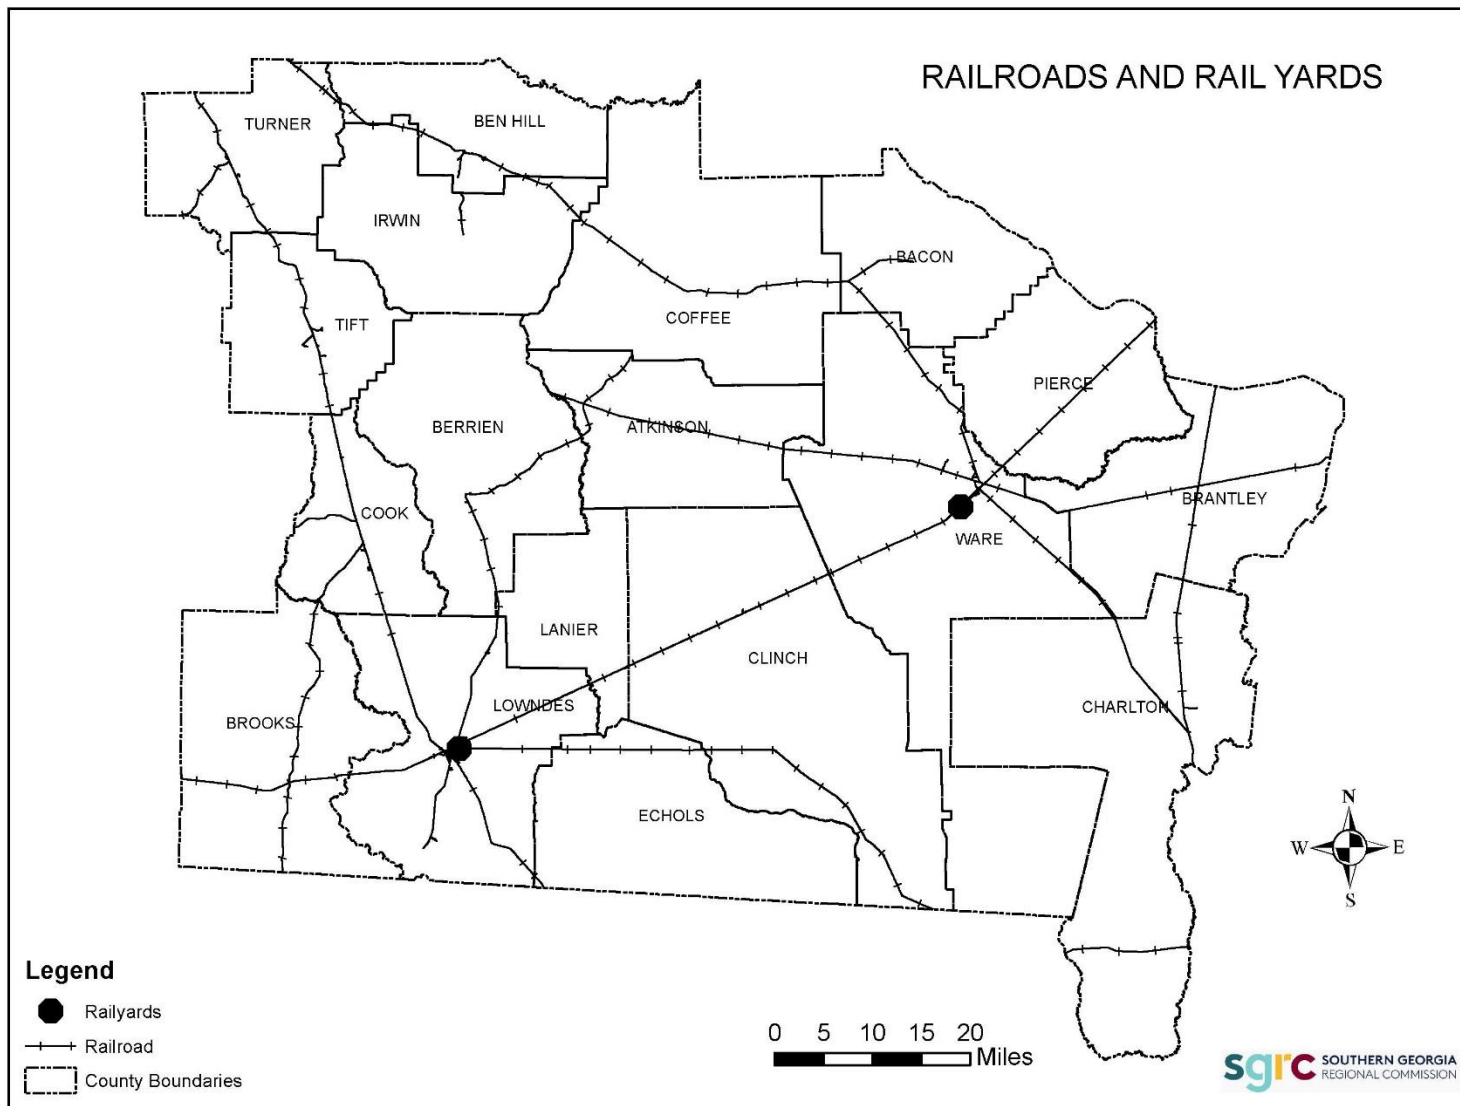 RAILROADS AND RAIL YARDS
TURNER
BEN HILL
IRWIN
BACON
COFFEE
TIFT
PIERCE
BERRIEN
ATKINSON
COOK
BRANTLEY
WARE
LANIER
CLINCH
LOWNDES
CHARLTON
BROOKS
ECHOLS
N
W E
S
Legend
Railyards
Railroad
County Boundaries
0 5 10 15 20
Miles
sgrc SOUTHERN GEORGIA
REGIONAL COMMISSION